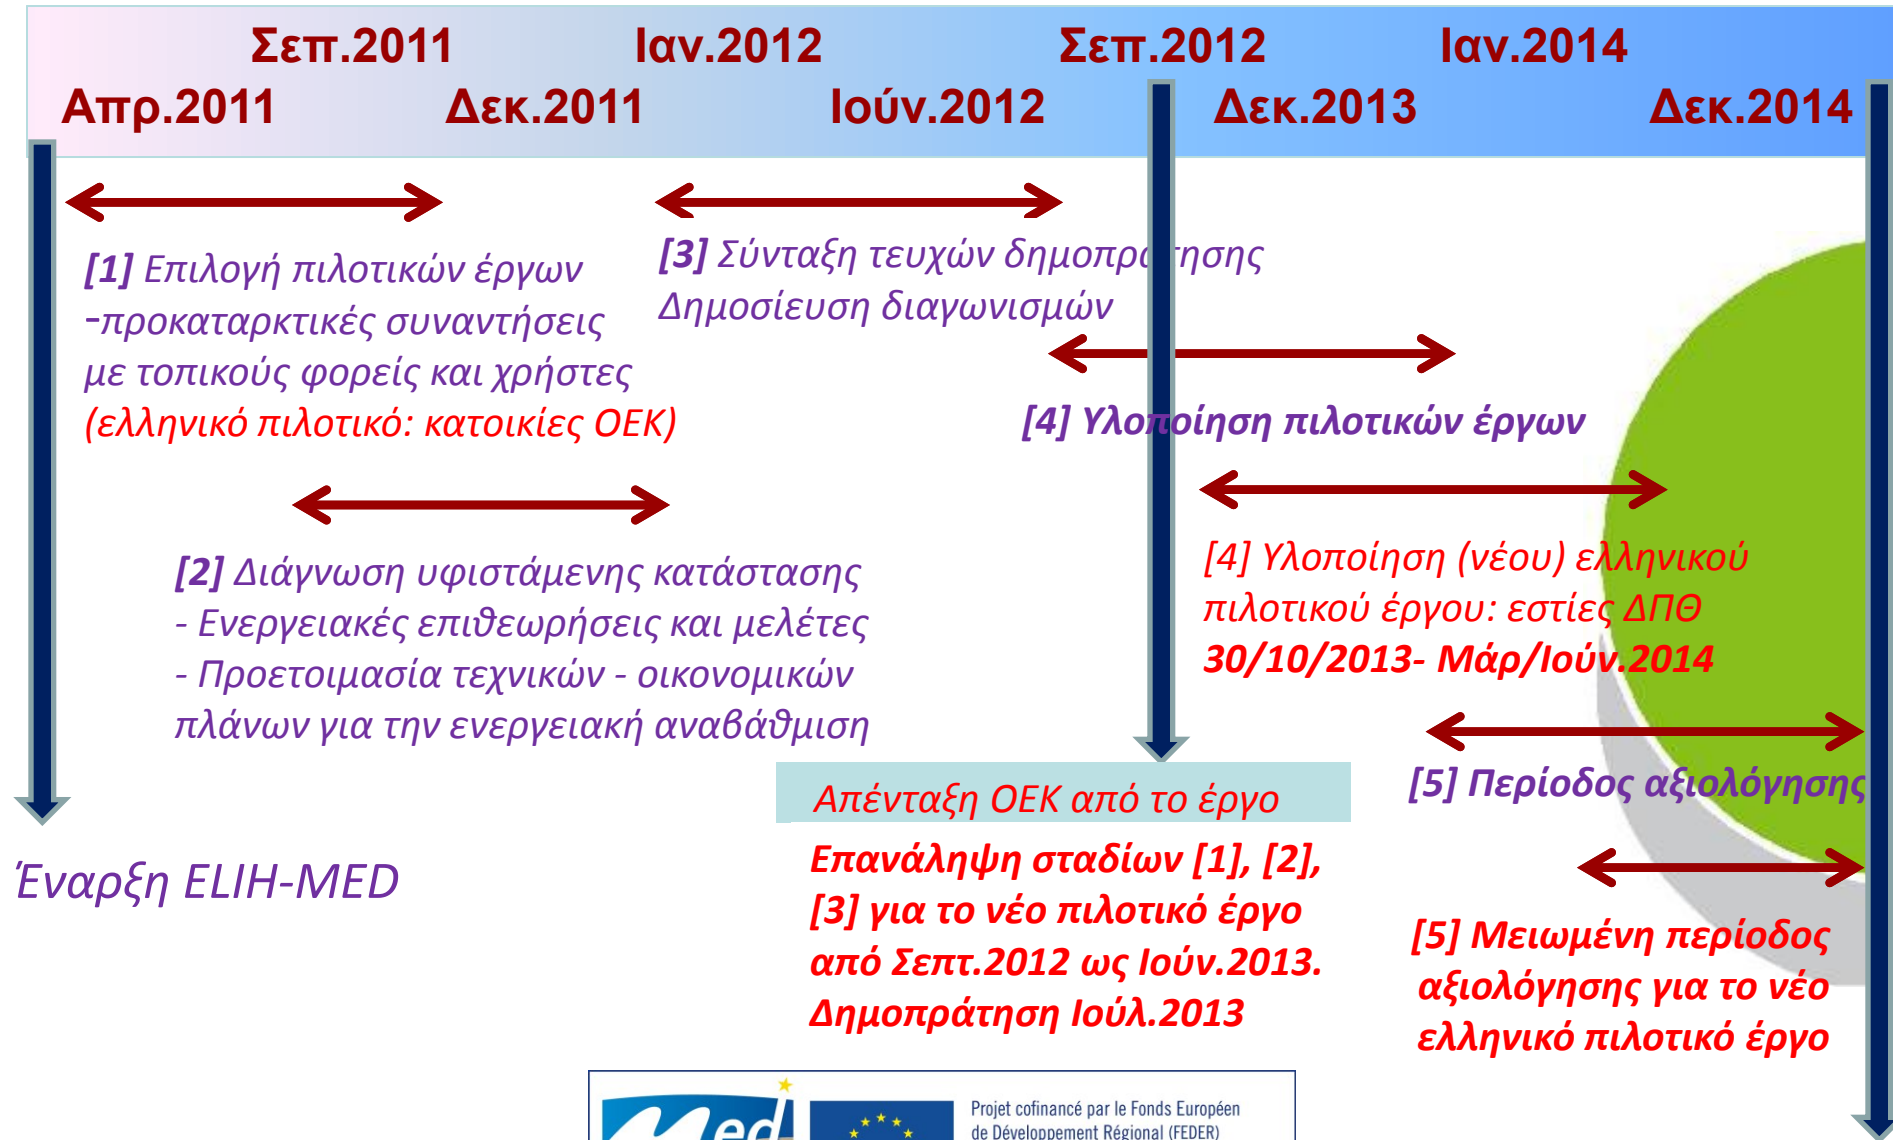 Σεπ.2011 Ιαν.2012 Σεπ.2012 Ιαν.2014
Απρ.2011 Δεκ.2011 Ιούν.2012 Δεκ.2013 Δεκ.2014
[1] Επιλογή πιλοτικών έργων
-προκαταρκτικές συναντήσεις
με τοπικούς φορείς και χρήστες
(ελληνικό πιλοτικό: κατοικίες ΟΕΚ)
[3] Σύνταξη τευχών δημοπράτησης
Δημοσίευση διαγωνισμών
[4] Υλοποίηση πιλοτικών έργων
[2] Διάγνωση υφιστάμενης κατάστασης
- Ενεργειακές επιθεωρήσεις και μελέτες
- Προετοιμασία τεχνικών - οικονομικών
πλάνων για την ενεργειακή αναβάθμιση
[4] Υλοποίηση (νέου) ελληνικού
πιλοτικού έργου: εστίες ΔΠΘ
30/10/2013- Μάρ/Ιούν.2014
[5] Περίοδος αξιολόγησης
Απένταξη ΟΕΚ από το έργο
Επανάληψη σταδίων [1], [2],
[3] για το νέο πιλοτικό έργο
από Σεπτ.2012 ως Ιούν.2013.
Δημοπράτηση Ιούλ.2013
Έναρξη ELIH-MED
[5] Μειωμένη περίοδος
αξιολόγησης για το νέο
ελληνικό πιλοτικό έργο
Med
Projet cofinancé par le Fonds Européen
de Développement Régional (FEDER)